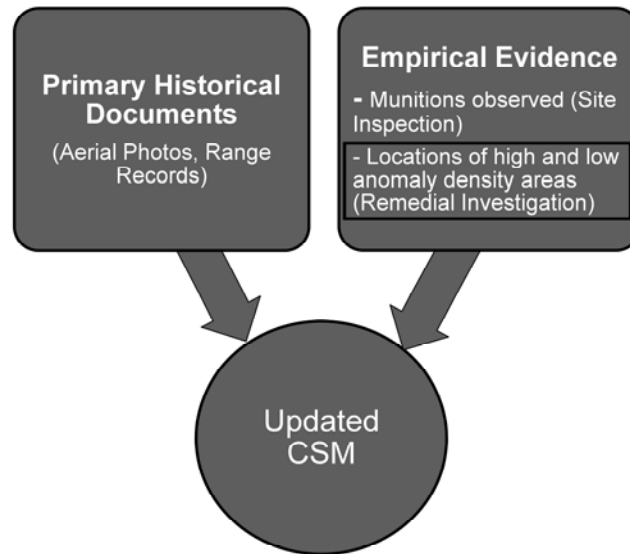 Primary Historical
Documents
(Aerial Photos, Range
Records)
Empirical Evidence
- Munitions observed (Site
Inspection)
- Locations of high and low
anomaly density areas
(Remedial Investigation)
Updated
CSM